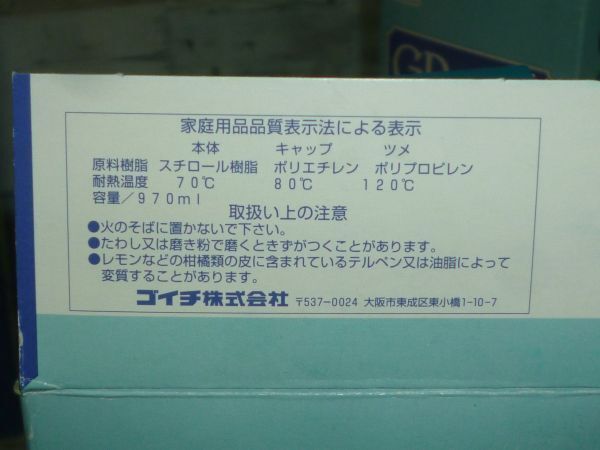 GP
家庭用品品質表示法による表示
本体 キャップ ツメ
原料樹脂 スチロール樹脂 ポリエチレン ポリプロピレン
耐熱温度 70℃ 80℃ 120℃
容量/970ml
取扱い上の注意
●火のそばに置かないで下さい。
●たわし又は磨き粉で磨くときずがつくことがあります。
●レモンなどの柑橘類の皮に含まれているテルペン又は油脂によって
変質することがあります。
ゴイチ株式会社 〒537-0024 大阪市東成区東小橋1-10-7